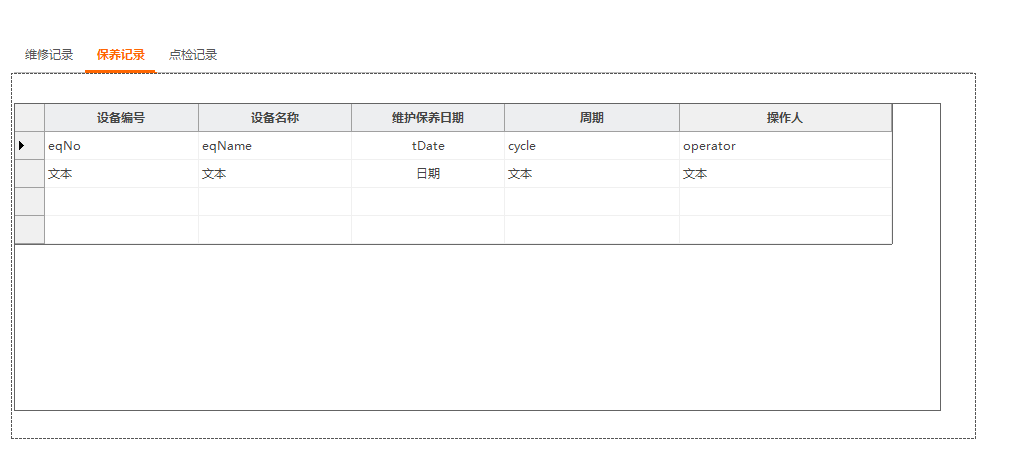 维修记录 保养记录 点检记录
设备编号 设备名称 维护保养日期 周期 操作人
eqNo eqName tDate cycle operator
文本 文本 日期 文本 文本